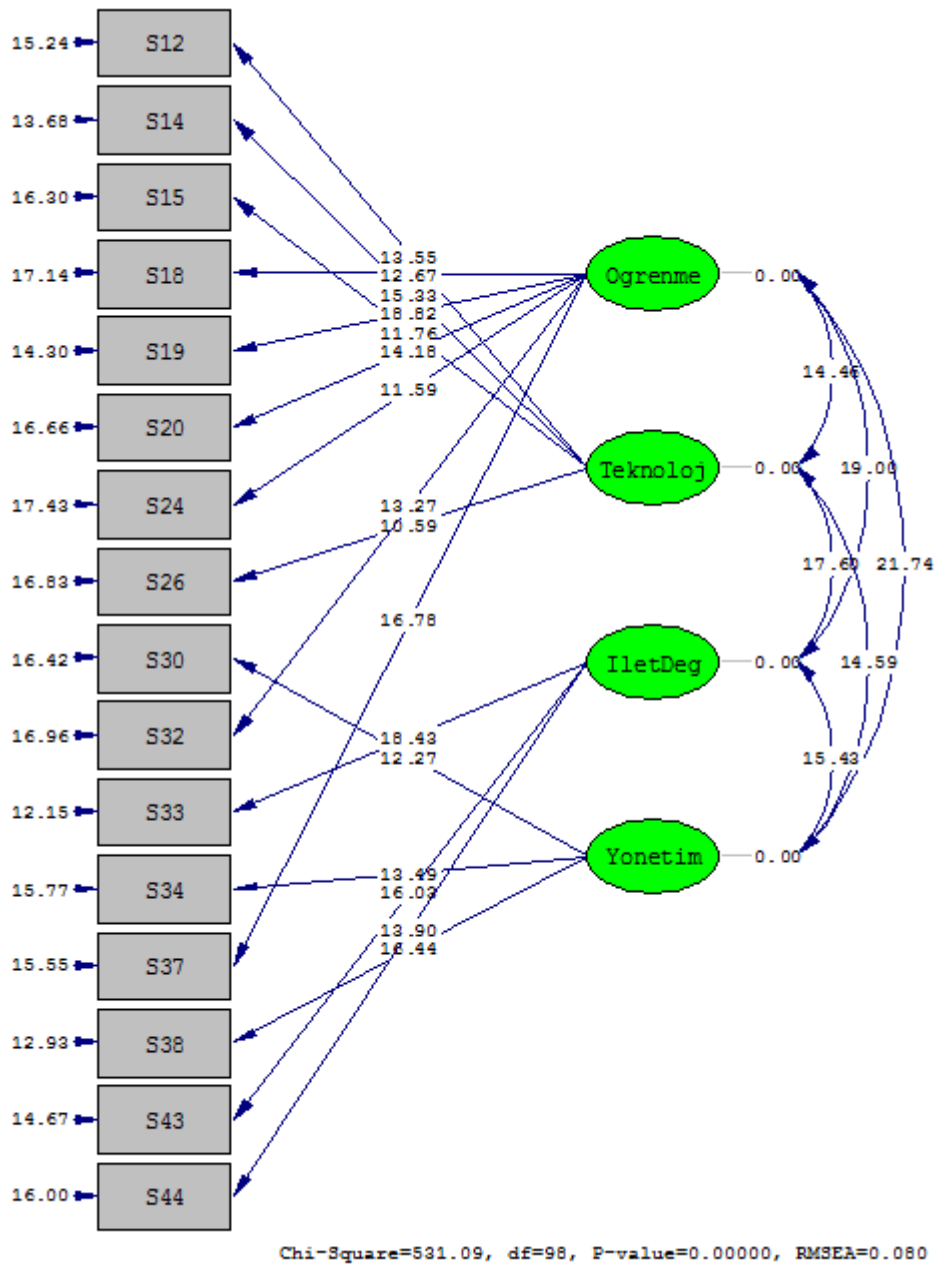 15.24 S12
13.68 S14
16.30 S15
17.14 S18
14.30 S19
16.66 S20
17.43 S24
16.83 S26
16.42 S30
16.96 S32
12.15 S33
15.77 S34
15.55 S37
12.93 S38
14.67 S43
16.00 S44
13.55
12.67
15.33
18.82
11.76
14.18
11.59
13.27
10.59
16.78
18.43
12.27
13.49
16.03
13.90
16.44
Ogrenme 0.00
Teknoloj 0.00
IletDeg 0.00
Yonetim 0.00
14.46
19.00
17.60
21.74
14.59
15.43
Chi-Square=531.09, df=98, P-value=0.00000, RMSEA=0.080